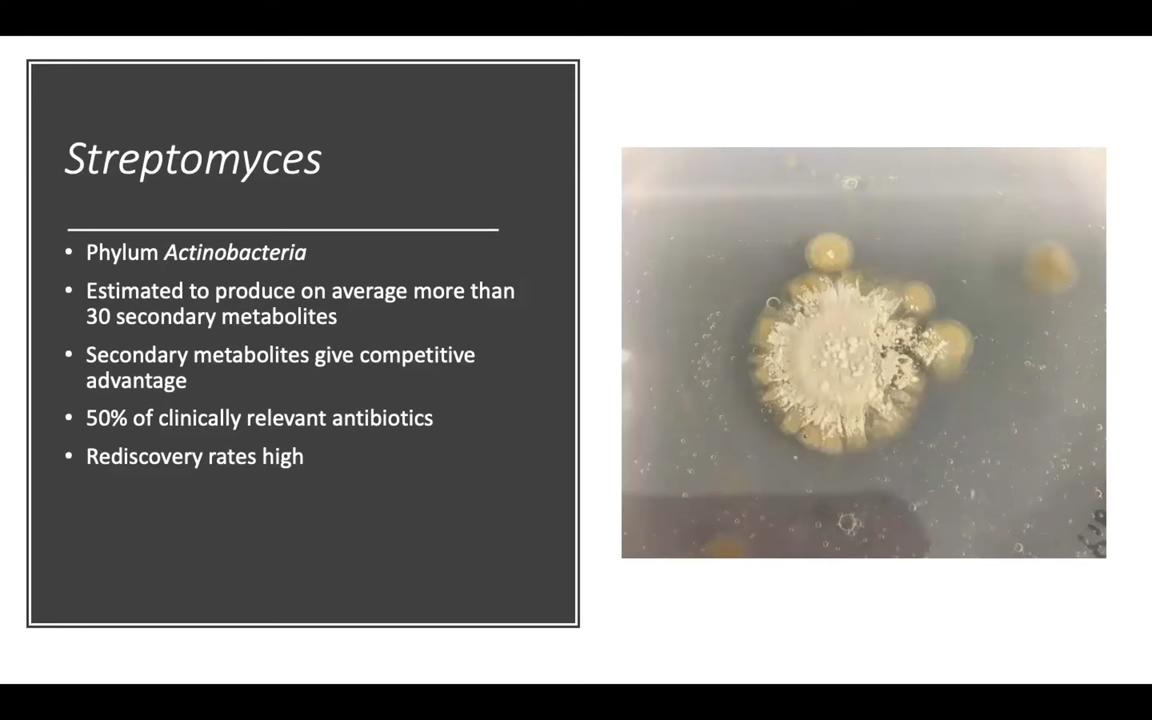 Streptomyces
• Phylum Actinobacteria
• Estimated to produce on average more than
30 secondary metabolites
• Secondary metabolites give competitive
advantage
• 50% of clinically relevant antibiotics
• Rediscovery rates high